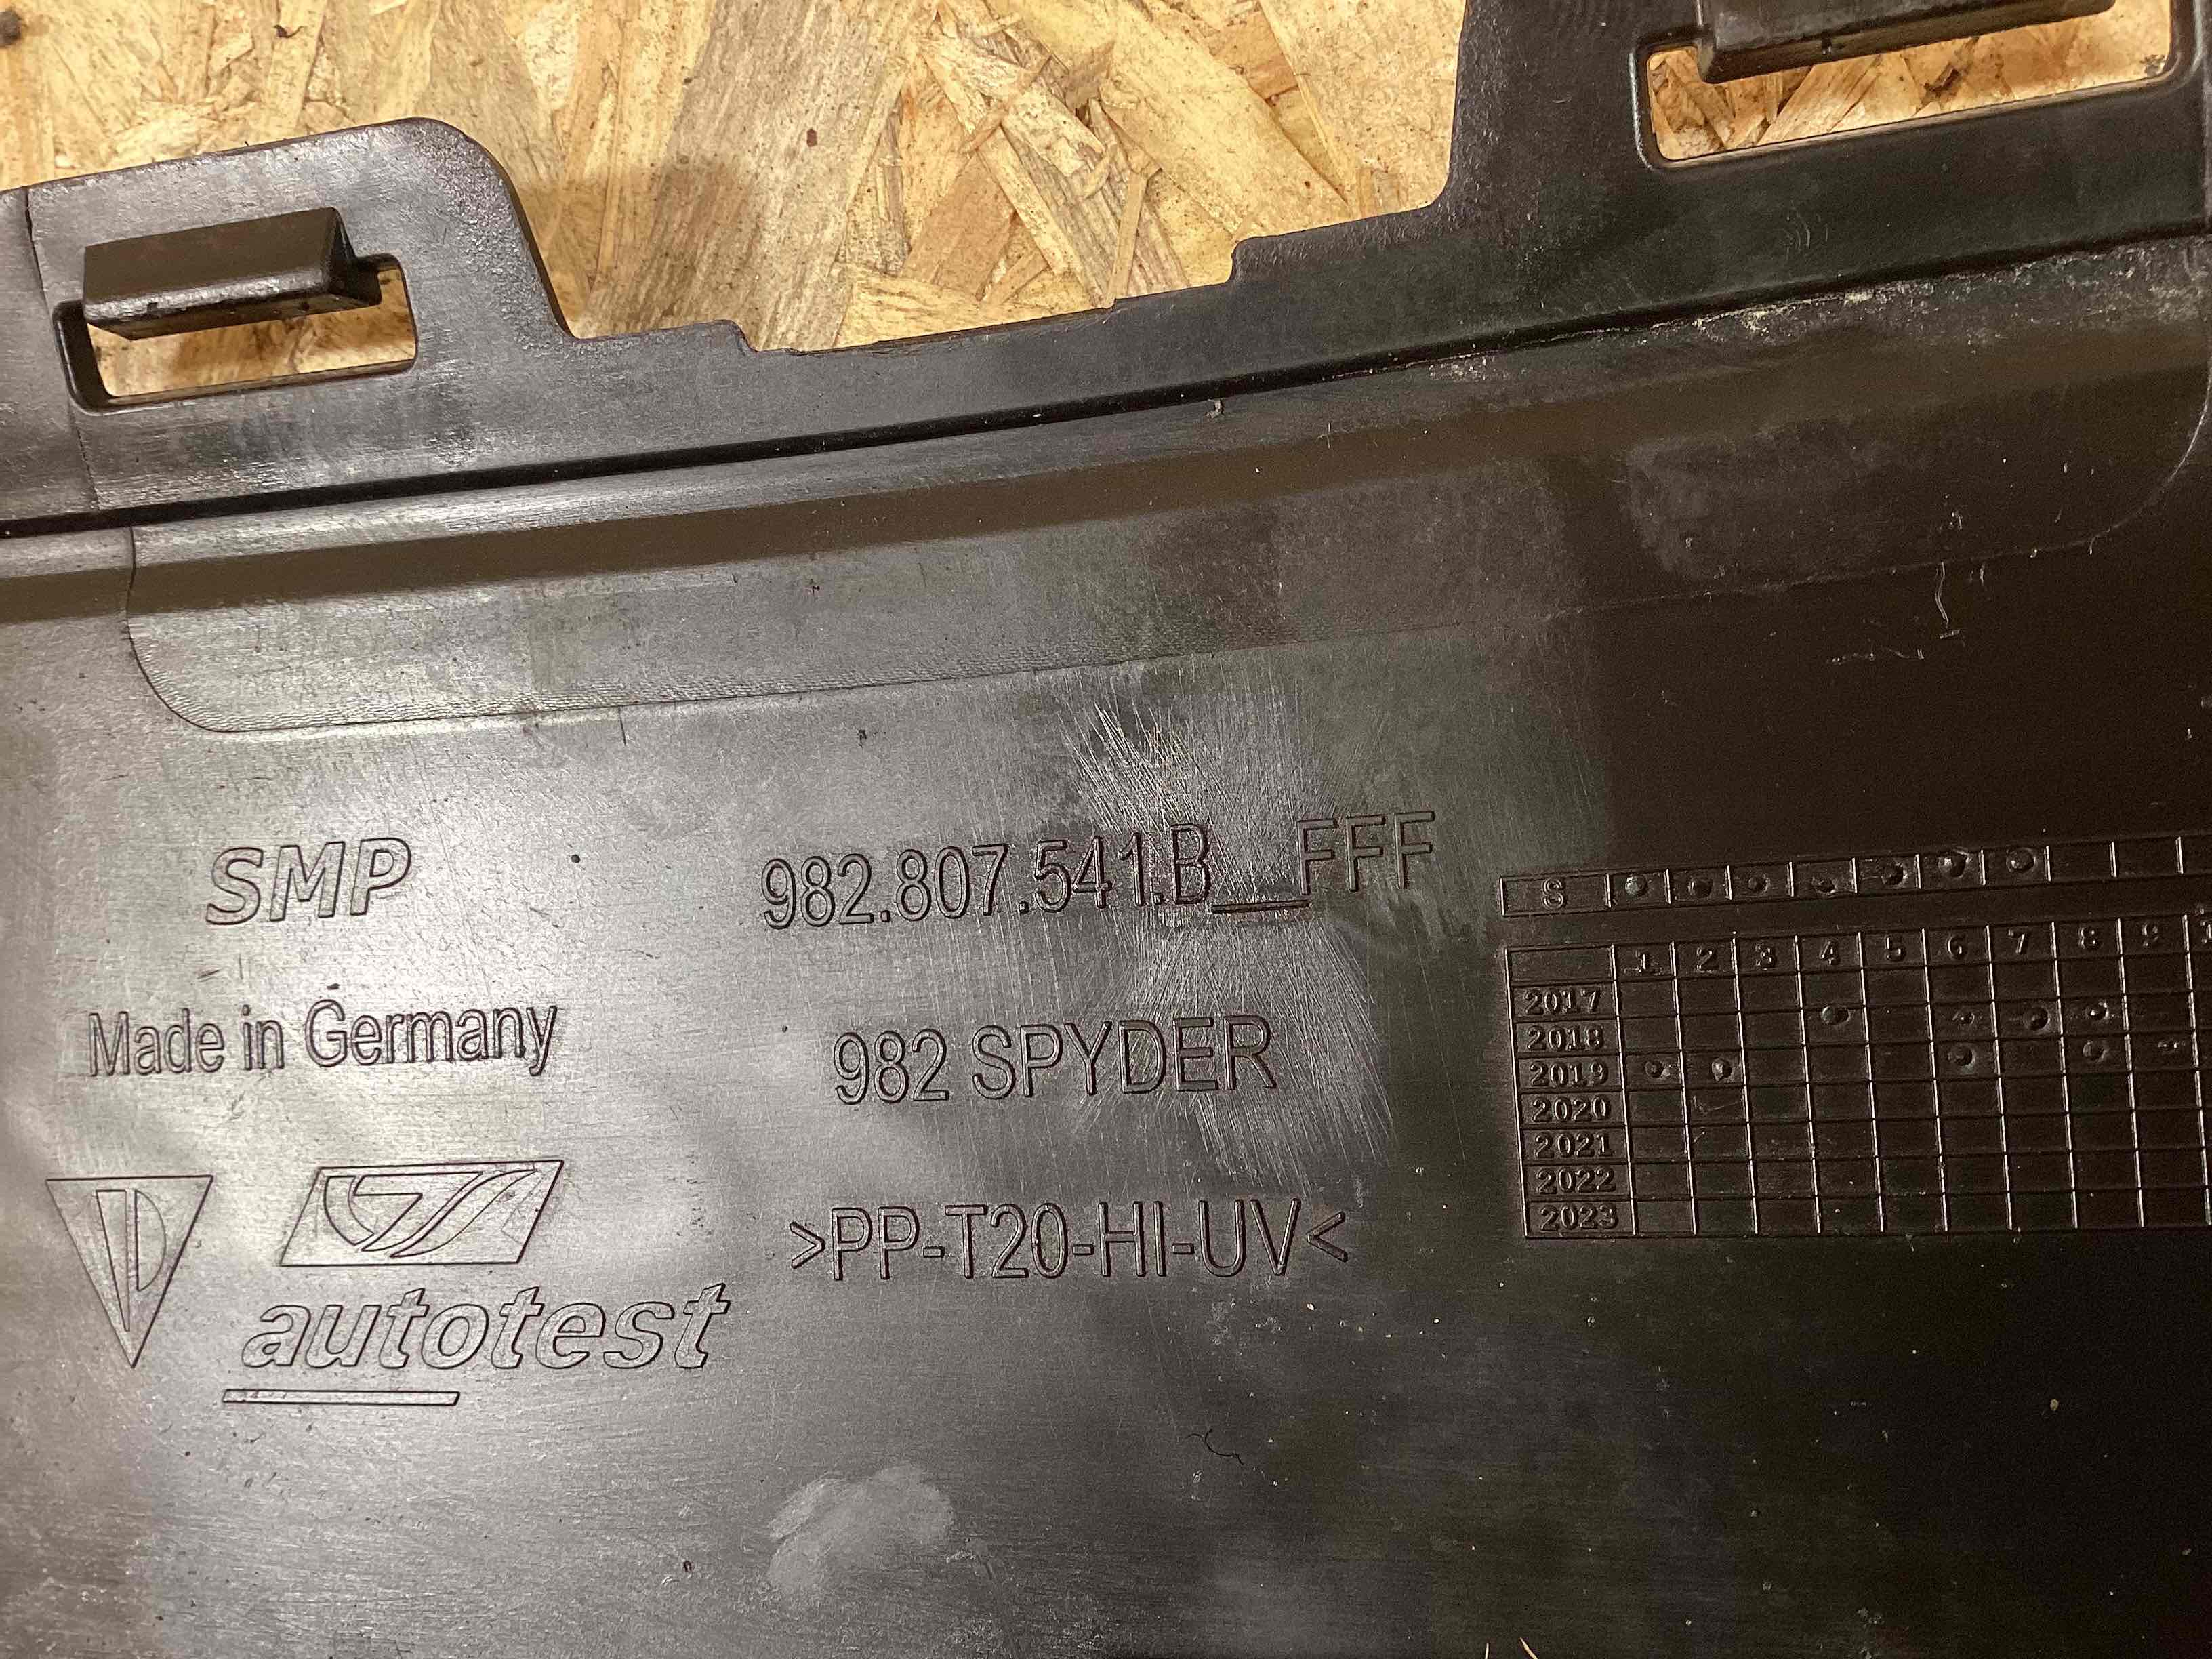 SMP
Made in Germany
autotest
982.807.541.B__FFF
982 SPYDER
>PP-T20-HI-UV<
S
1 2 3 4 5 6 7 8 9
2017
2018
2019
2020
2021
2022
2023